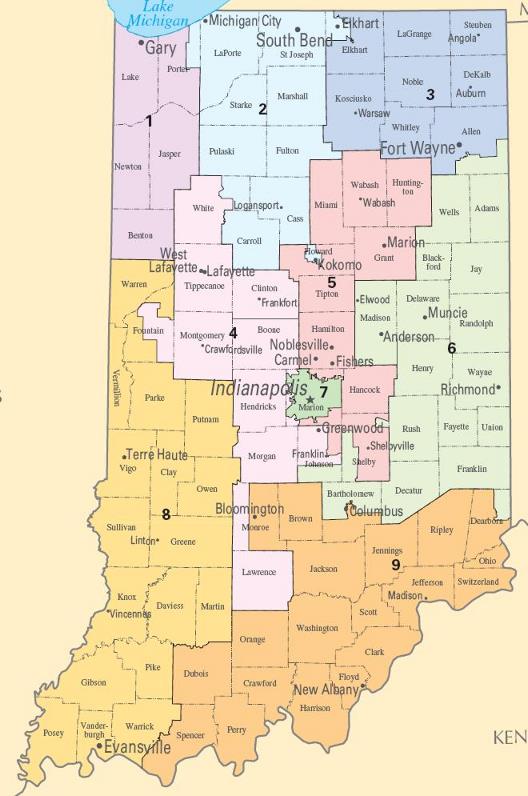 Lake
Michigan
M
Michigan City
Elkhart
Steuben
LaGrange
Angola
Gary
South Bend
Elkhart
LaPorte
St Joseph
Lake
Porter
Noble
DeKalb
Kosciusko
Auburn
3
Starke
Marshall
2
Warsaw
1
Whitley
Allen
Fort Wayne
Jasper
Pulaski
Fulton
Newton
Wabash
Hunting-
ton
Miami
Wabash
White
Logansport
Cass
Wells
Adams
Benton
Carroll
Marion
West
Lafayette
Lafayette
Howard
Kokomo
Grant
Black-
ford
Jay
Warren
Tippecanoe
Clinton
Frankfort
5
Tipton
Elwood
Delaware
Madison
Muncie
Randolph
Fountain
Montgomery
4
Boone
Hamilton
Anderson
Crawfordsville
Noblesville
6
Carmel
Fishers
Henry
Wayne
Vermilion
Parke
Indianapolis
7
Hancock
Richmond
Hendricks
Marion
Putnam
Greenwood
Rush
Fayette
Union
Terre Haute
Morgan
Franklin
Johnson
Shelbyville
Shelby
Vigo
Clay
Franklin
Owen
Bartholomew
Decatur
Bloomington
Columbus
8
Monroe
Brown
Dearborn
Sullivan
Ripley
Linton
Greene
Jennings
9
Ohio
Lawrence
Jackson
Jefferson
Switzerland
Knox
Daviess
Martin
Madison
Vincennes
Scott
Washington
Orange
Clark
Pike
Gibson
Dubois
Crawford
Floyd
New Albany
Harrison
Posey
Vander-
burgh
Warrick
Spencer
Perry
KEN
Evansville